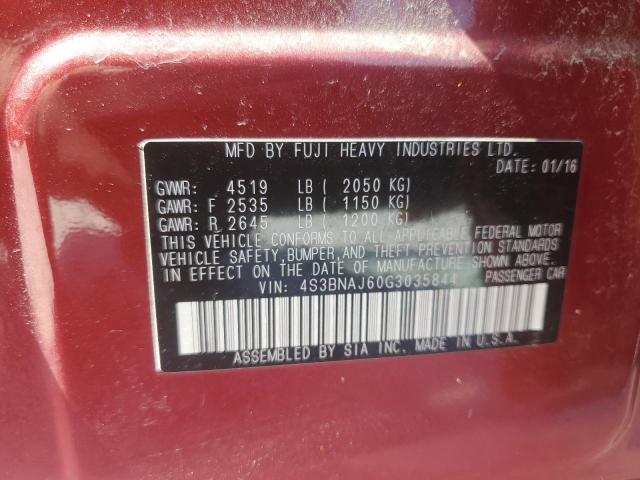 MFD BY FUJI HEAVY INDUSTRIES LTD.
DATE: 01/16
GVWR: 4519 LB ( 2050 KG)
GAWR: F 2535 LB ( 1150 KG)
GAWR: R 2645 LB ( 1200 KG)
THIS VEHICLE CONFORMS TO ALL APPLICABLE FEDERAL MOTOR
VEHICLE SAFETY, BUMPER, AND THEFT PREVENTION STANDARDS
IN EFFECT ON THE DATE OF MANUFACTURE SHOWN ABOVE.
VIN: 4S3BNAJ60G3035844 PASSENGER CAR
ASSEMBLED BY SIA INC. MADE IN U.S.A.